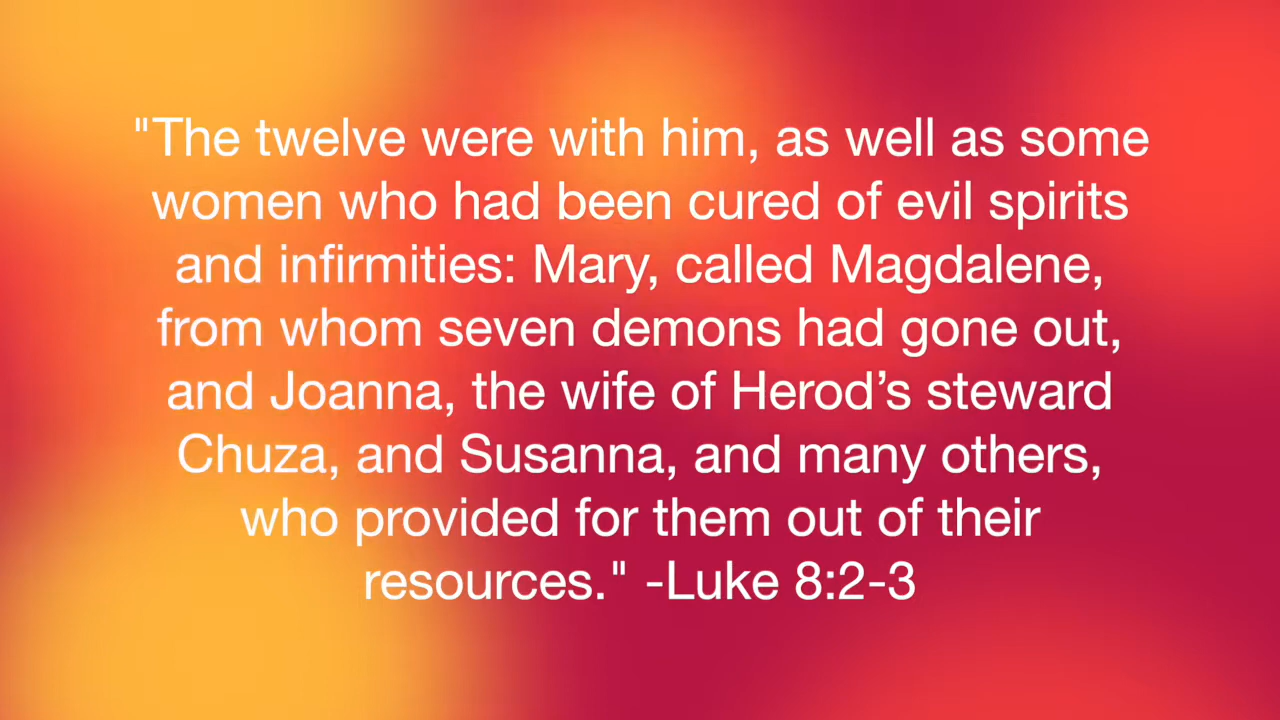 "The twelve were with him, as well as some
women who had been cured of evil spirits
and infirmities: Mary, called Magdalene,
from whom seven demons had gone out,
and Joanna, the wife of Herod’s steward
Chuza, and Susanna, and many others,
who provided for them out of their
resources." -Luke 8:2-3